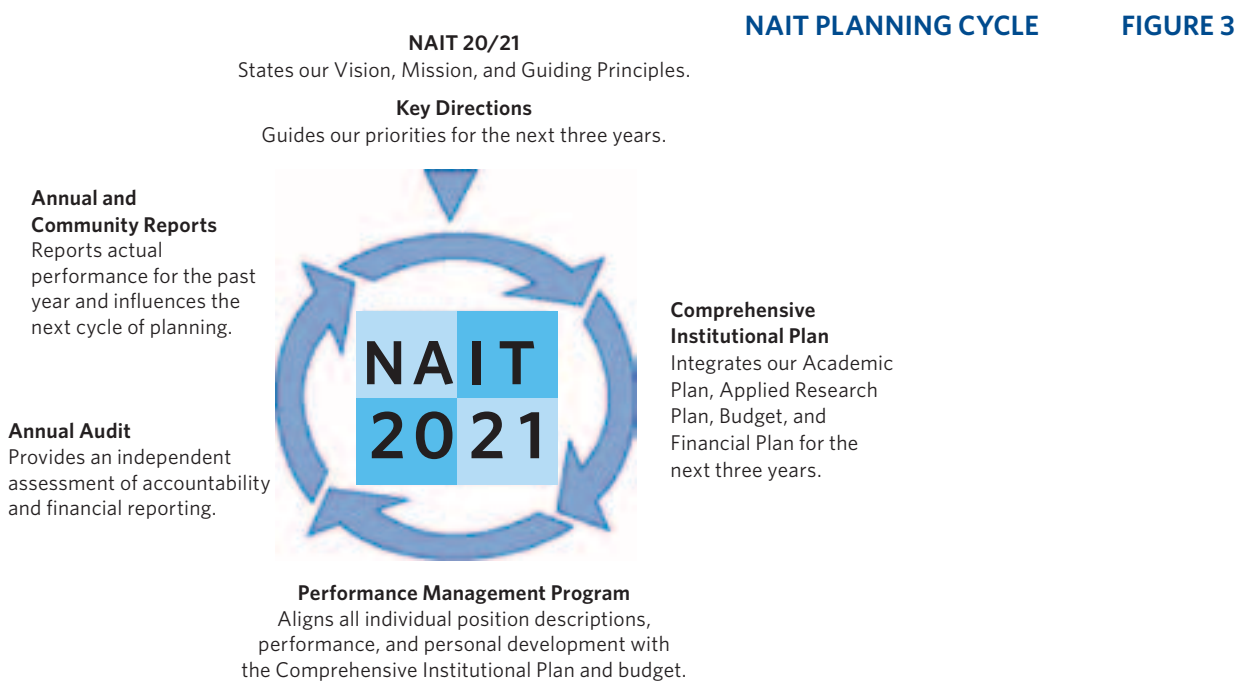 NAIT PLANNING CYCLE FIGURE 3
NAIT 20/21
States our Vision, Mission, and Guiding Principles.
Key Directions
Guides our priorities for the next three years.
Annual and
Community Reports
Reports actual
performance for the past
year and influences the
next cycle of planning.
Comprehensive
Institutional Plan
Integrates our Academic
Plan, Applied Research
Plan, Budget, and
Financial Plan for the
next three years.
NAIT
2021
Annual Audit
Provides an independent
assessment of accountability
and financial reporting.
Performance Management Program
Aligns all individual position descriptions,
performance, and personal development with
the Comprehensive Institutional Plan and budget.